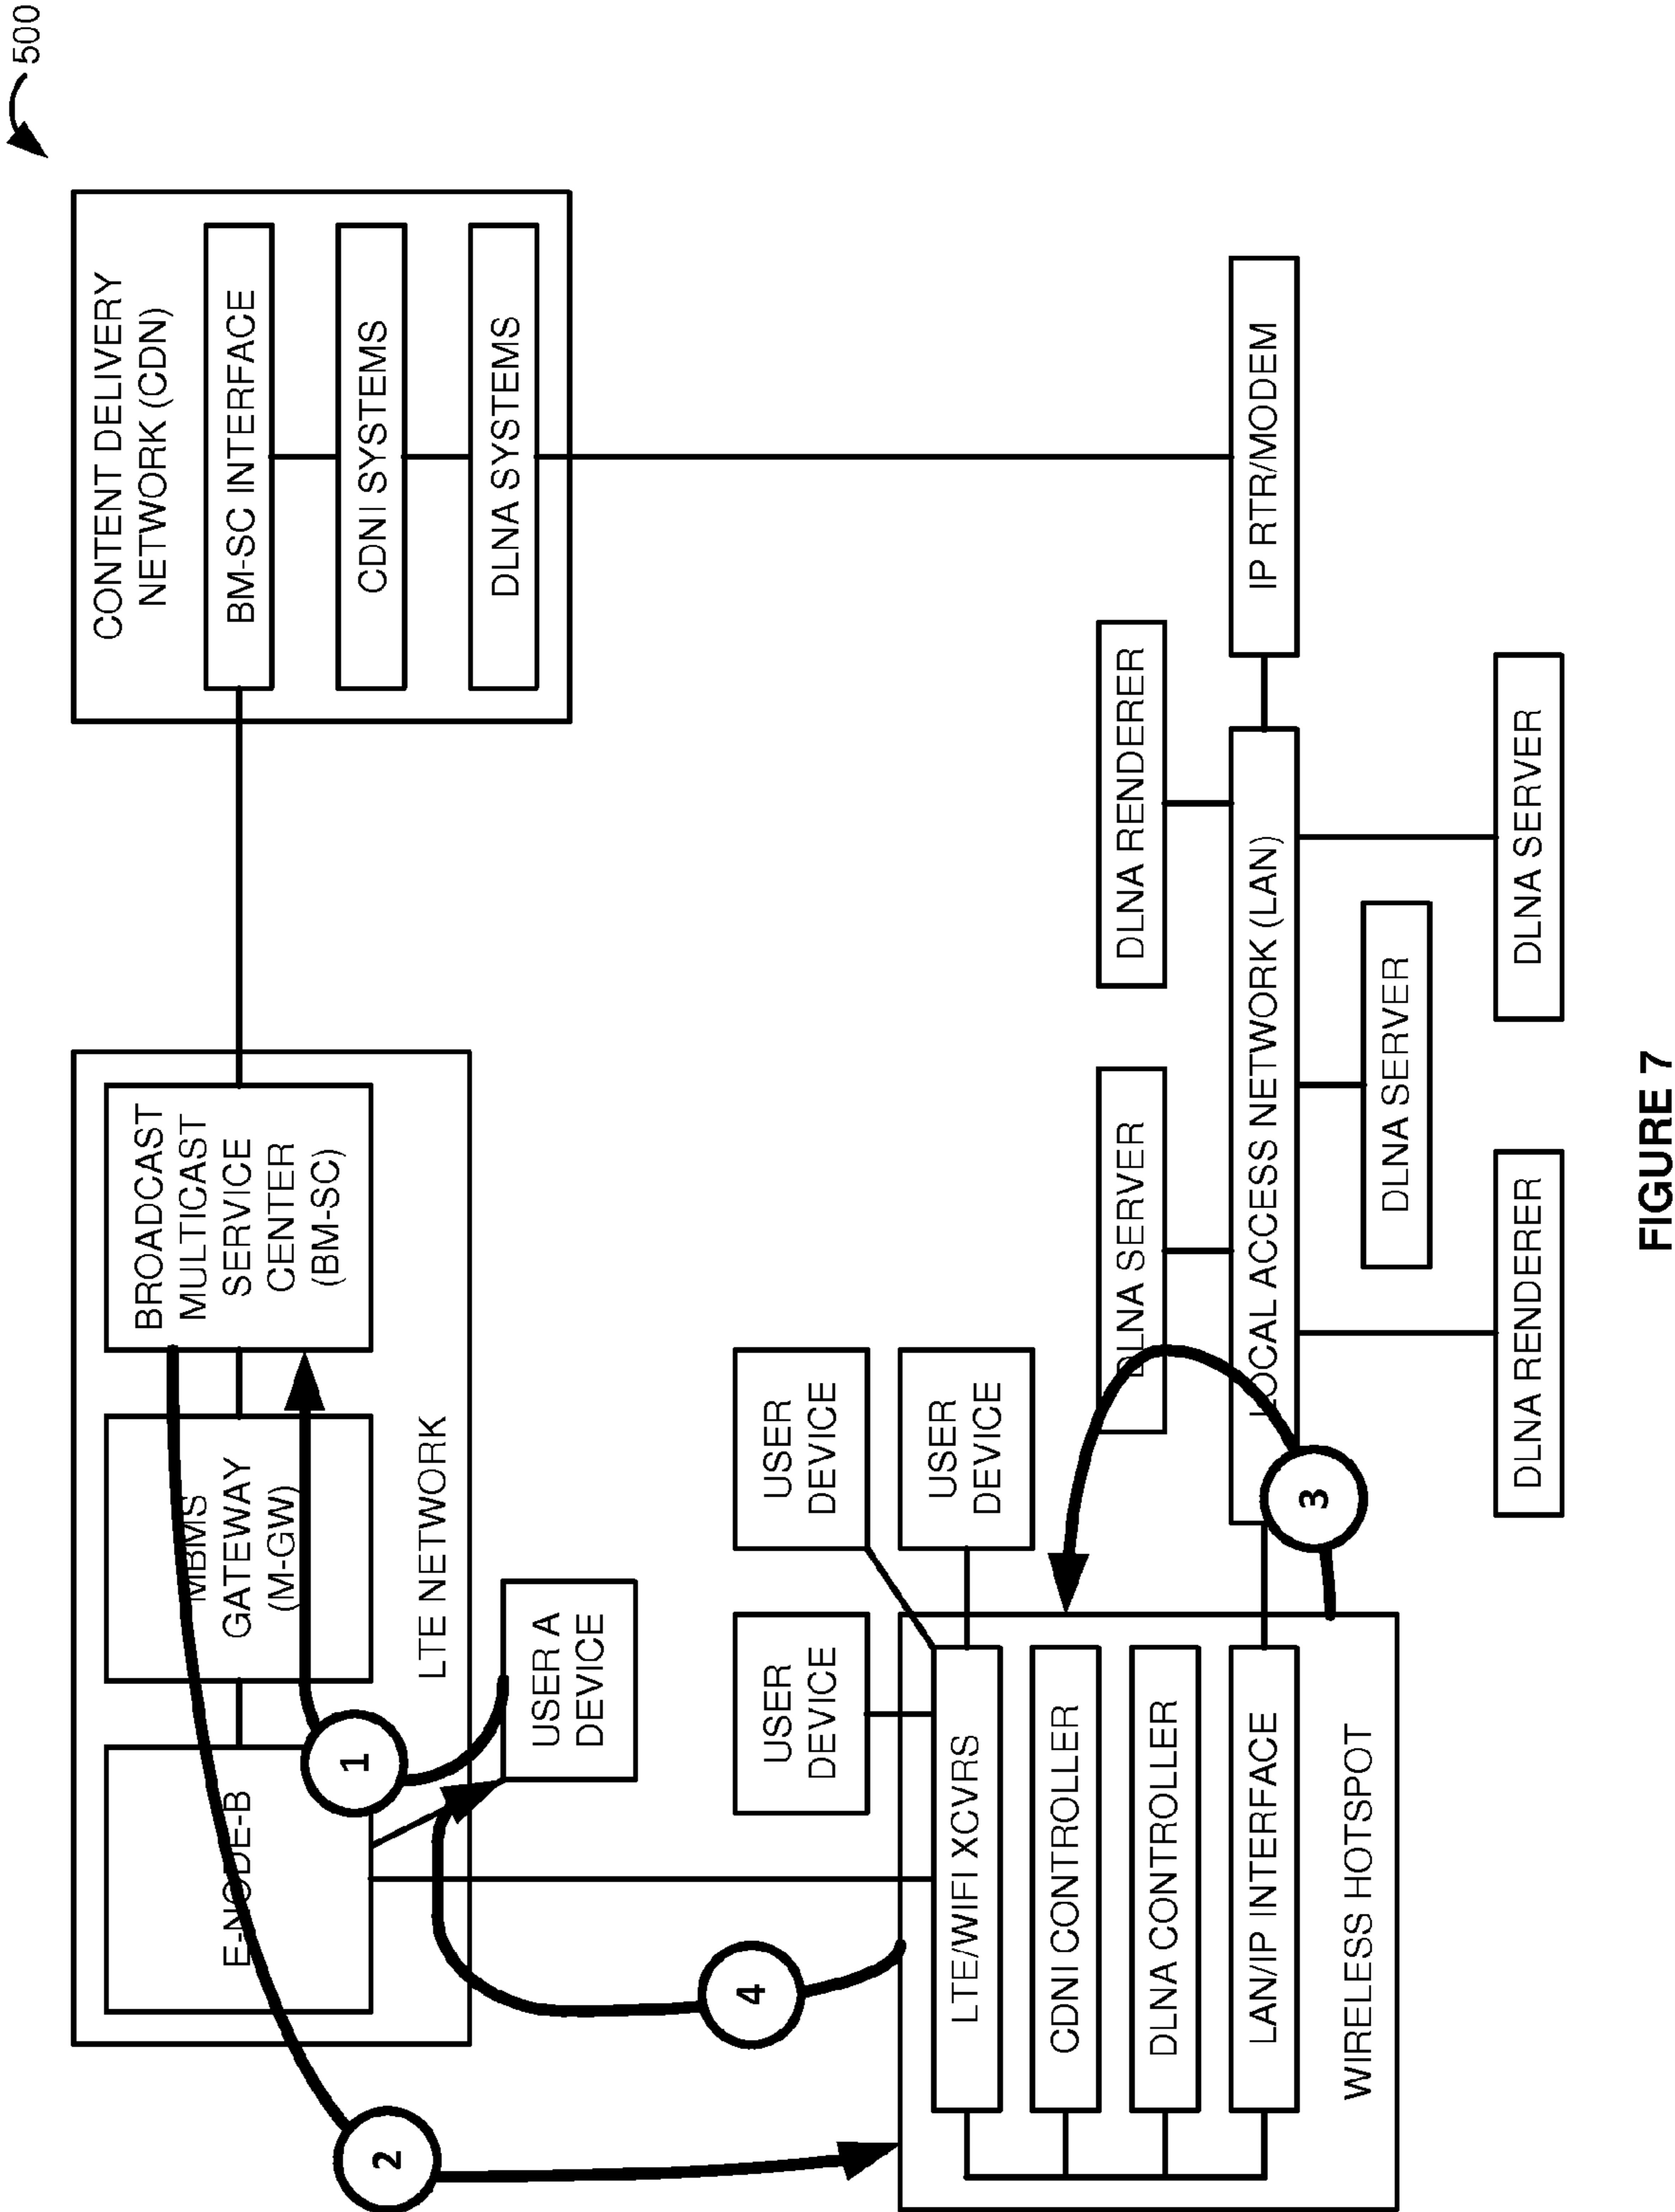 500
CONTENT DELIVERY
NETWORK (CDN)
BM-SC INTERFACE
CDNI SYSTEMS
DLNA SYSTEMS
BROADCAST
MULTICAST
SERVICE
CENTER
(BM-SC)
MBMS
GATEWAY
(M-GW)
E-NODE-B
LTE NETWORK
1
2
USER A
DEVICE
4
USER
DEVICE
USER
DEVICE
USER
DEVICE
LTE/WIFI XCVRS
CDNI CONTROLLER
DLNA CONTROLLER
LAN/IP INTERFACE
WIRELESS HOTSPOT
3
DLNA SERVER
DLNA RENDERER
LOCAL ACCESS NETWORK (LAN)
IP RTR/MODEM
DLNA SERVER
DLNA RENDERER
DLNA SERVER
FIGURE 7